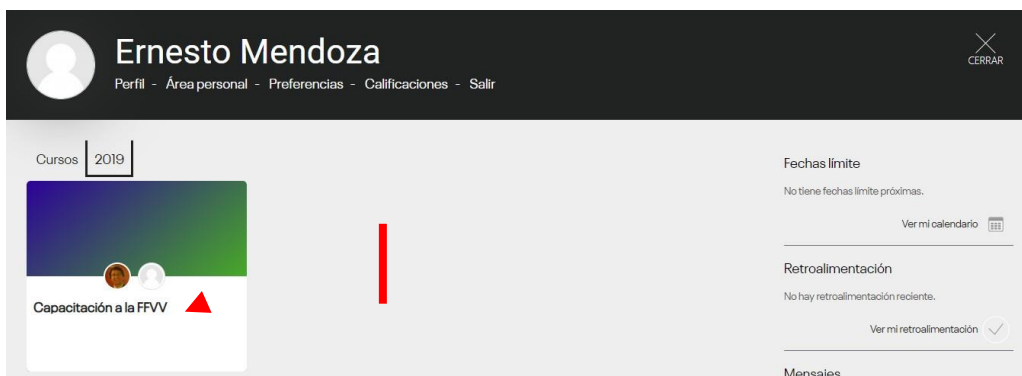 Ernesto Mendoza
CERRAR
Perfil - Área personal - Preferencias - Calificaciones - Salir
Cursos 2019
Capacitación a la FFVV
Fechas límite
No tiene fechas límite próximas.
Ver mi calendario
Retroalimentación
No hay retroalimentación reciente.
Ver mi retroalimentación
Mensajes